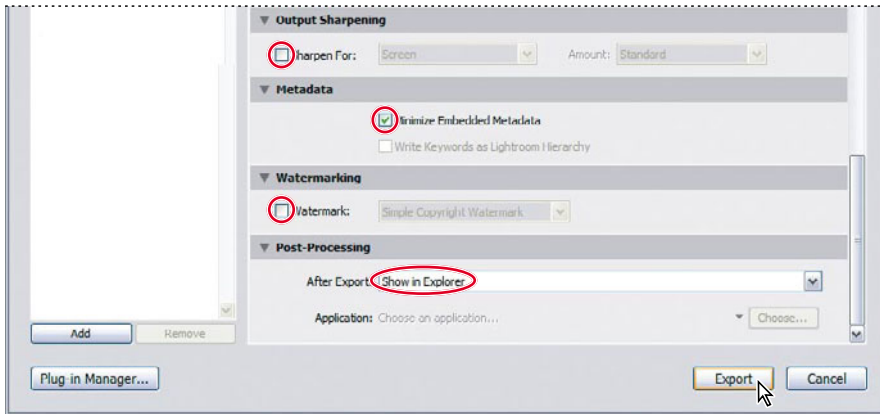 Output Sharpening
harpen For: Screen Amount: Standard
Metadata
Minimize Embedded Metadata
Write Keywords as Lightroom Hierarchy
Watermarking
Watermark: Simple Copyright Watermark
Post-Processing
After Export: Show in Explorer
Application: Choose an application... Choose...
Add Remove
Plug-in Manager... Export Cancel